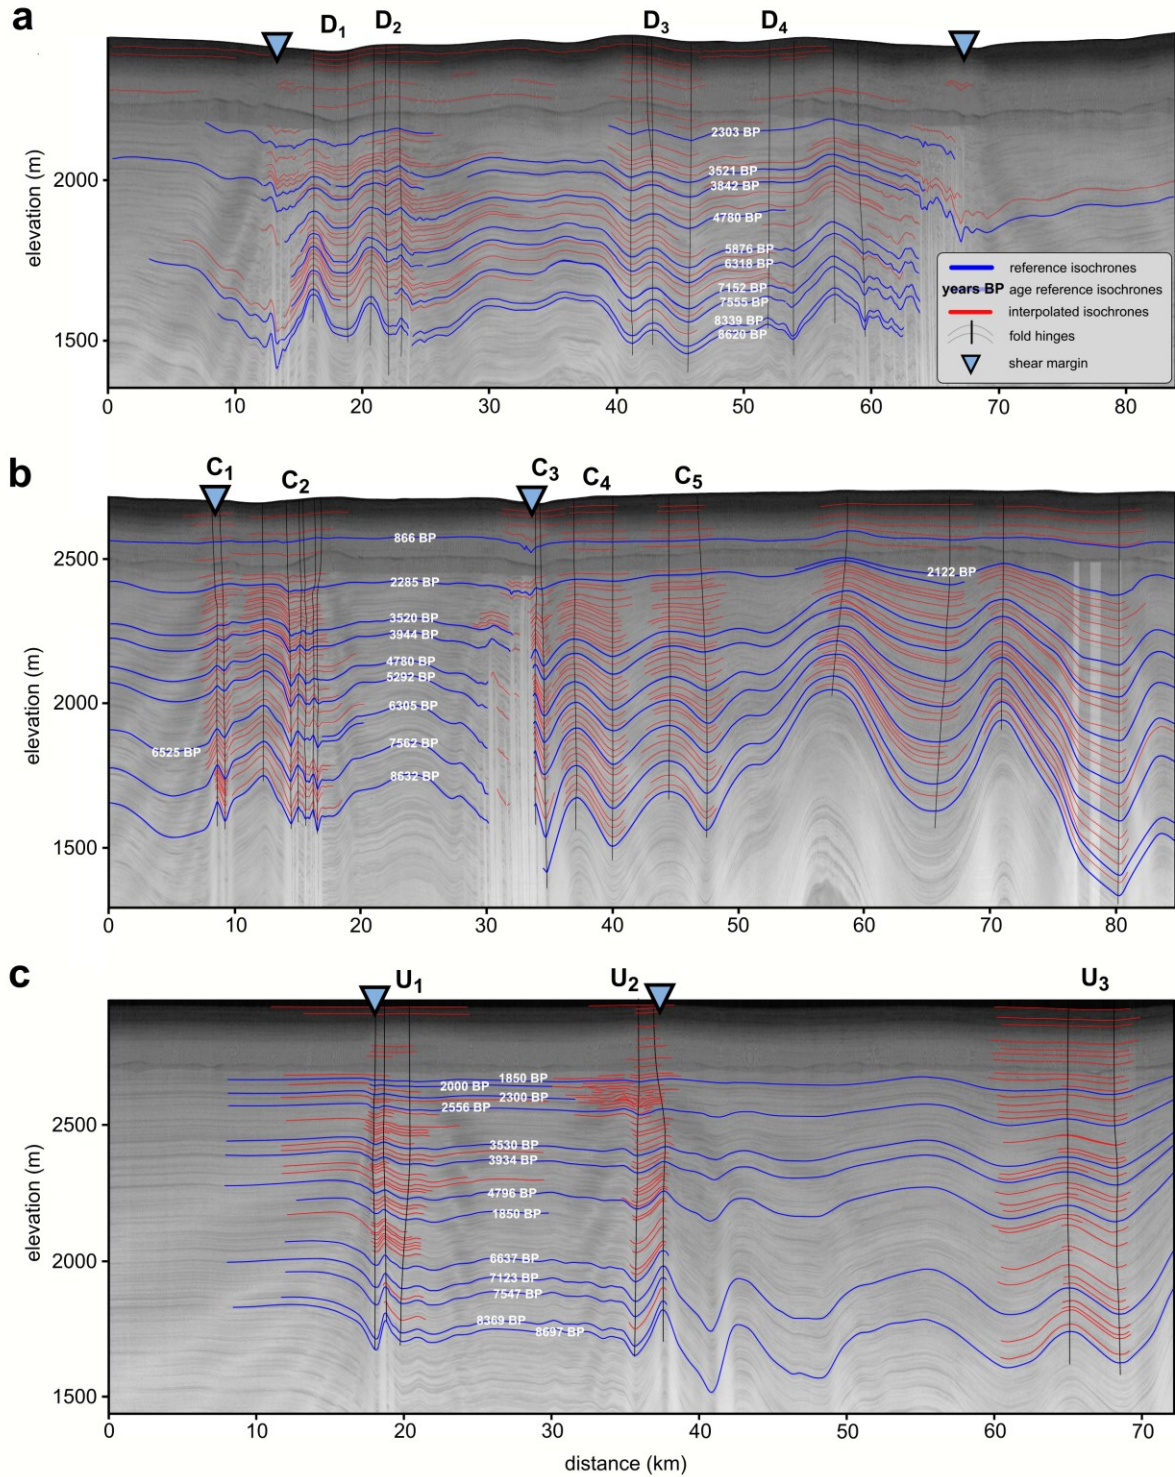 a
D1 D2 D3 D4
2303 BP
3521 BP
3842 BP
4780 BP
5876 BP
6318 BP
7152 BP
7555 BP
8339 BP
8620 BP
elevation (m)
2000
1500
reference isochrones
years BP age reference isochrones
interpolated isochrones
fold hinges
shear margin
0 10 20 30 40 50 60 70 80
b
C1 C2 C3 C4 C5
866 BP
2122 BP
2285 BP
3520 BP
3944 BP
4780 BP
5292 BP
6305 BP
6525 BP
7562 BP
8632 BP
elevation (m)
2500
2000
1500
0 10 20 30 40 50 60 70 80
c
U1 U2 U3
1850 BP
2000 BP
2300 BP
2556 BP
3530 BP
3934 BP
4796 BP
1850 BP
6637 BP
7123 BP
7547 BP
8369 BP
8697 BP
elevation (m)
2500
2000
1500
0 10 20 30 40 50 60 70
distance (km)